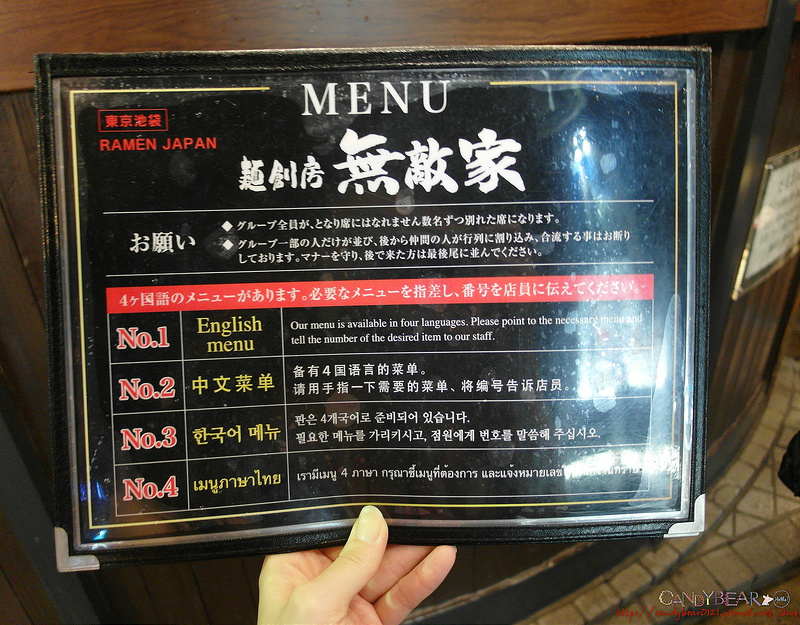 MENU
東京池袋
RAMÉN JAPAN
麺創房 無敵家
お願い
◆ グループ全員が、となり席にはなれません数名ずつ別れた席になります。
◆ グループ一部の人だけが並び、後から仲間の人が行列に割り込み、合流する事はお断り
しております。マナーを守り、後で来た方は最後尾に並んでください。
4ヶ国語のメニューがあります。必要なメニューを指差し、番号を店員に伝えてください。
No.1
English
menu
Our menu is available in four languages. Please point to the necessary menu and
tell the number of the desired item to our staff.
No.2
中文菜单
备有4国语言的菜单。
请用手指一下需要的菜单、将编号告诉店员。
No.3
한국어 메뉴
판은 4개국어로 준비되어 있습니다.
필요한 메뉴를 가리키시고, 점원에게 번호를 말씀해 주십시오.
No.4
เมนูภาษาไทย
เรามีเมนู 4 ภาษา กรุณาชี้เมนูที่ต้องการ และแจ้งหมายเลข
CANDYBEAR